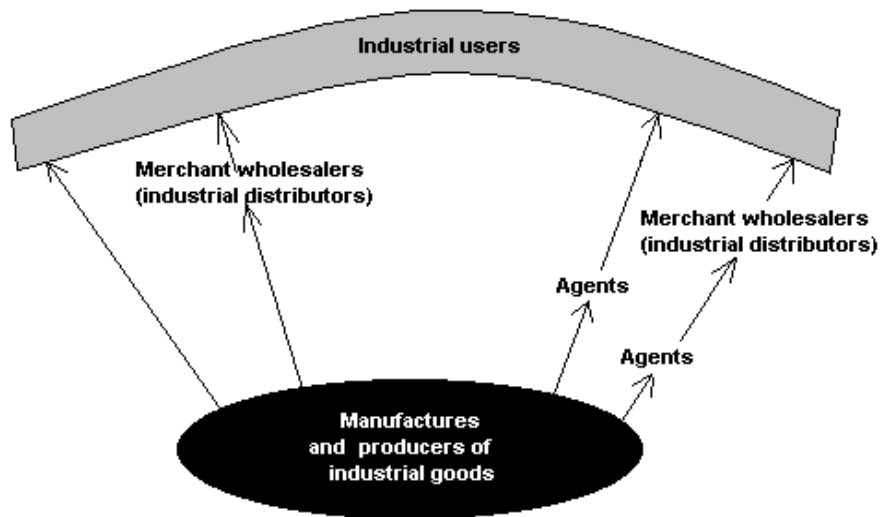 Industrial users
Merchant wholesalers
(industrial distributors)
Merchant wholesalers
(industrial distributors)
Agents
Agents
Manufactures
and producers of
industrial goods